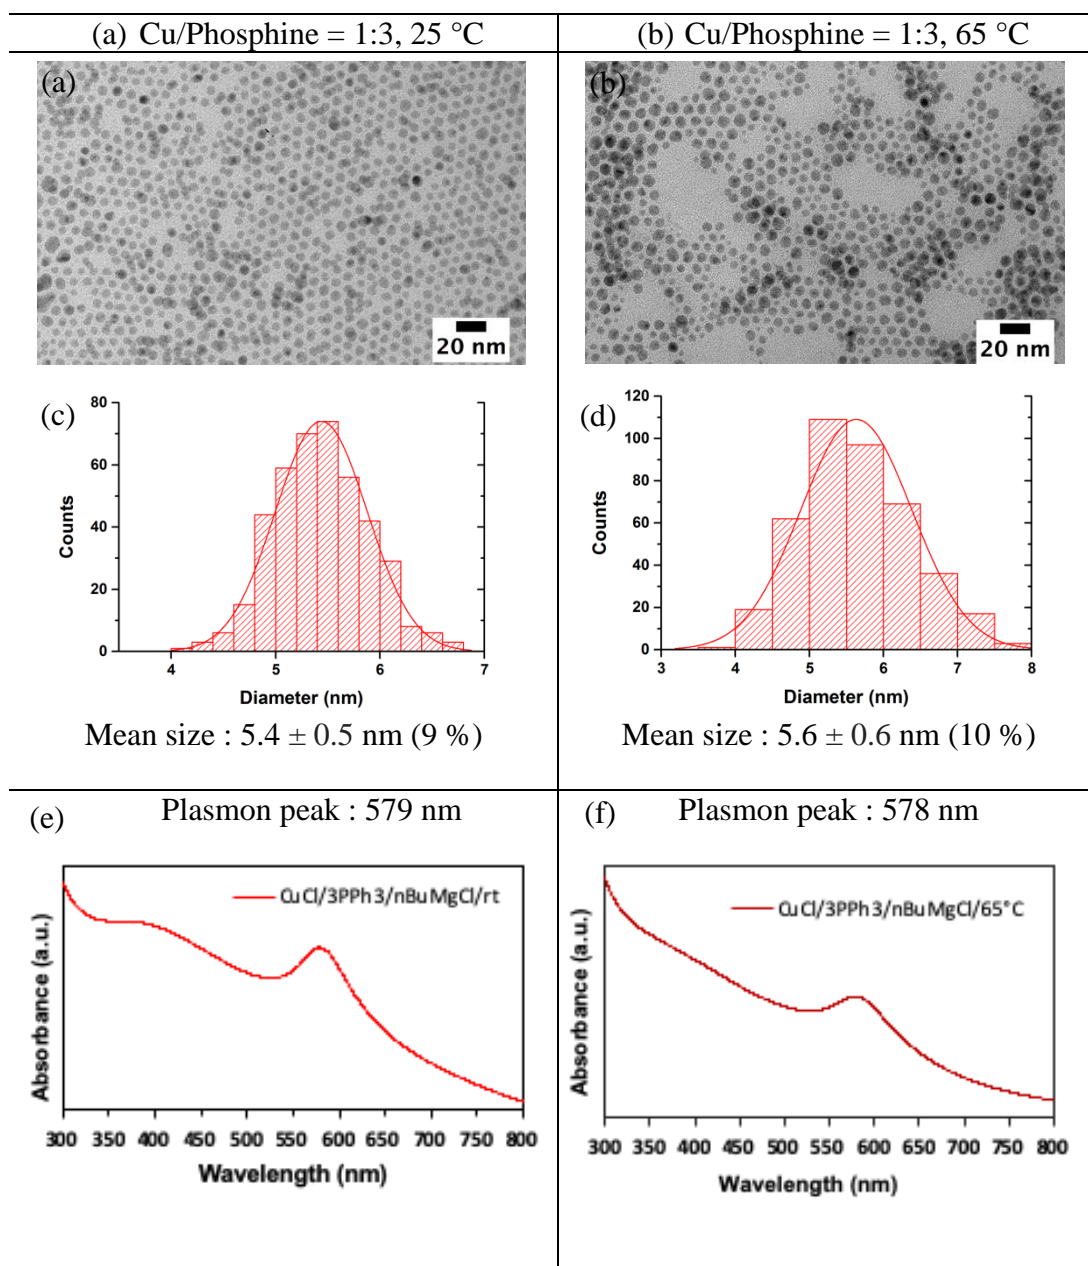 (a) Cu/Phosphine = 1:3, 25 °C
(b) Cu/Phosphine = 1:3, 65 °C
(a)
20 nm
(b)
20 nm
(c)
80
60
40
20
0
Counts
4 5 6 7
Diameter (nm)
Mean size : 5.4 ± 0.5 nm (9 %)
(d)
120
100
80
60
40
20
0
Counts
3 4 5 6 7 8
Diameter (nm)
Mean size : 5.6 ± 0.6 nm (10 %)
(e) Plasmon peak : 579 nm
CuCl/3PPh3/nBuMgCl/rt
Absorbance (a.u.)
300 350 400 450 500 550 600 650 700 750 800
Wavelength (nm)
(f) Plasmon peak : 578 nm
CuCl/3PPh3/nBuMgCl/65°C
Absorbance (a.u.)
300 350 400 450 500 550 600 650 700 750 800
Wavelength (nm)